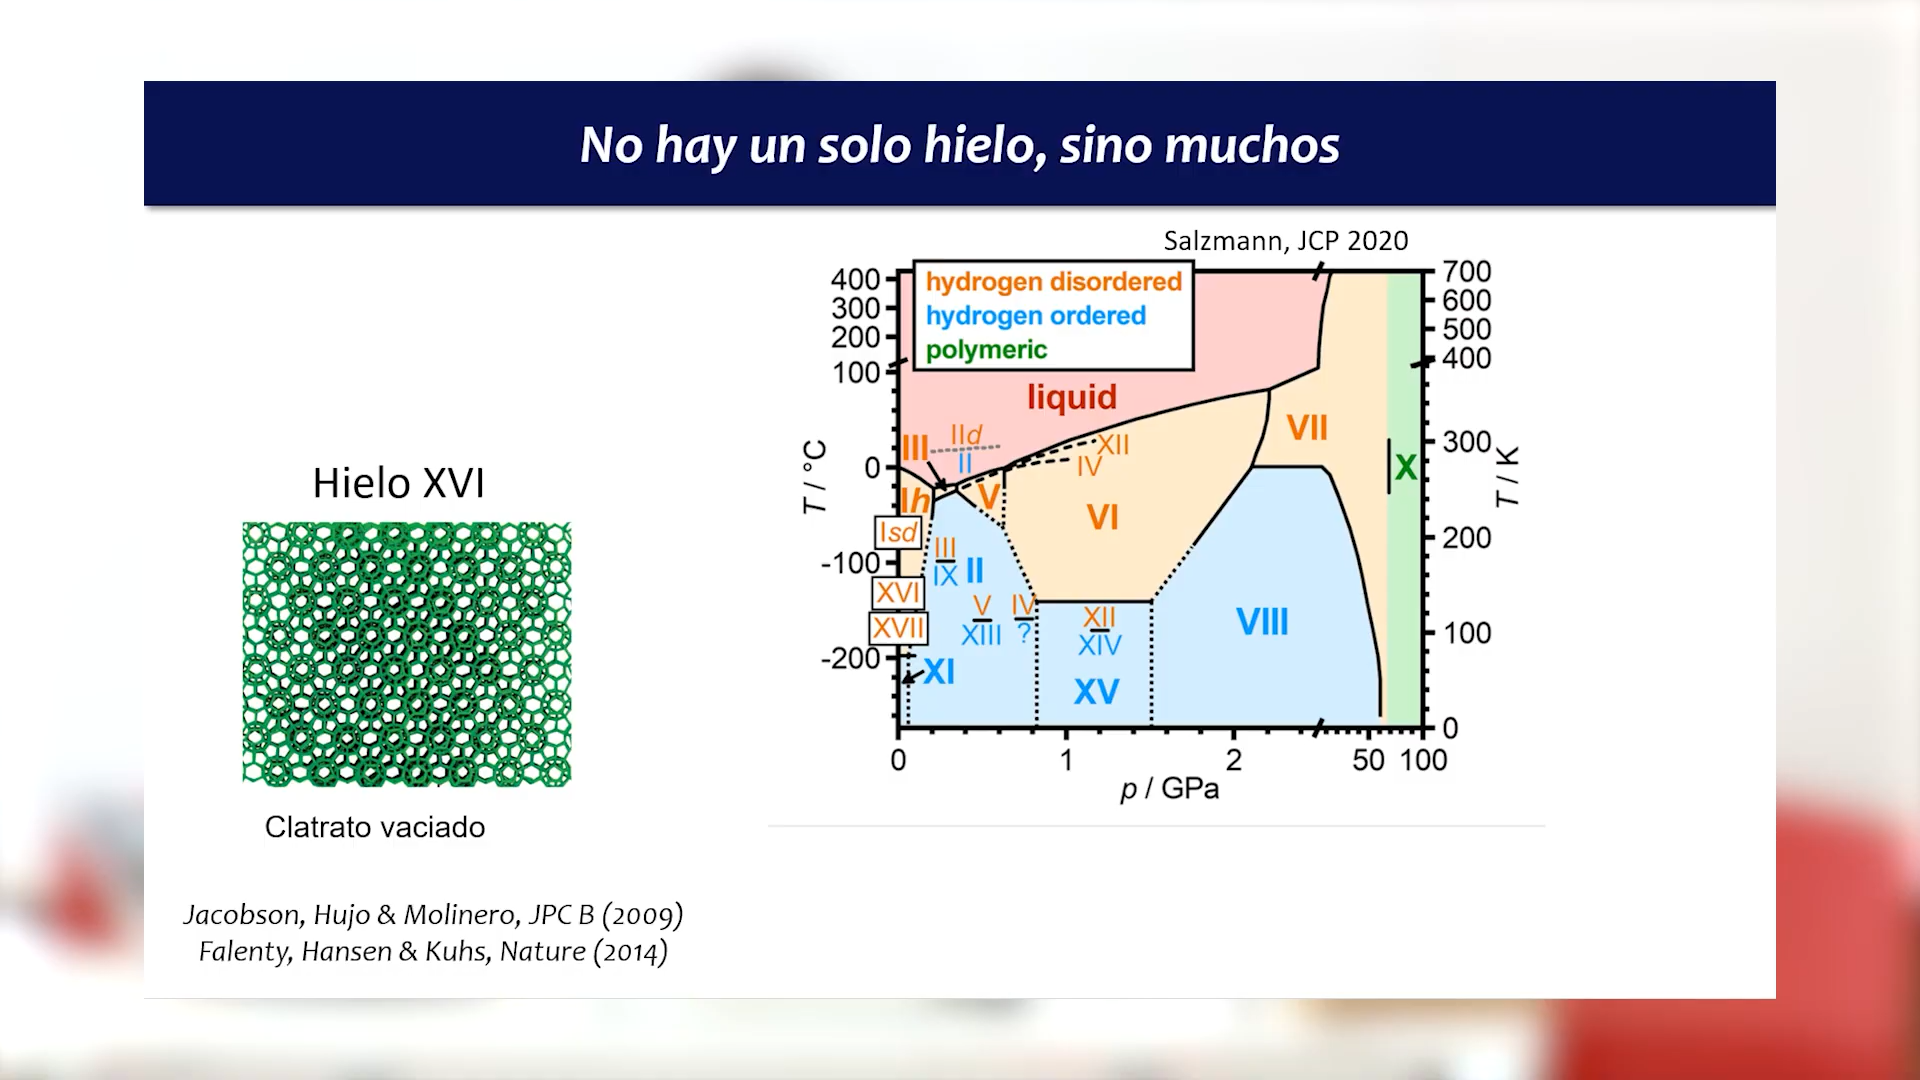 No hay un solo hielo, sino muchos
Hielo XVI
Clatrato vaciado
Jacobson, Hujo & Molinero, JPC B (2009)
Falenty, Hansen & Kuhs, Nature (2014)
Salzmann, JCP 2020
hydrogen disordered
hydrogen ordered
polymeric
liquid
400
300
200
100
0
-100
-200
T / °C
700
600
500
400
300
200
100
0
T / K
0 1 2 50 100
p / GPa
III
IId
II
XII
IV
VII
X
Ih
V
VI
Isd
III
IX
II
XVI
XVII
V
XIII
IV
?
XII
XIV
VIII
XI
XV